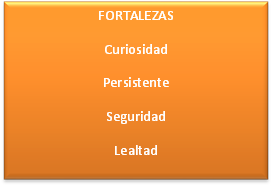 FORTALEZAS
Curiosidad
Persistente
Seguridad
Lealtad